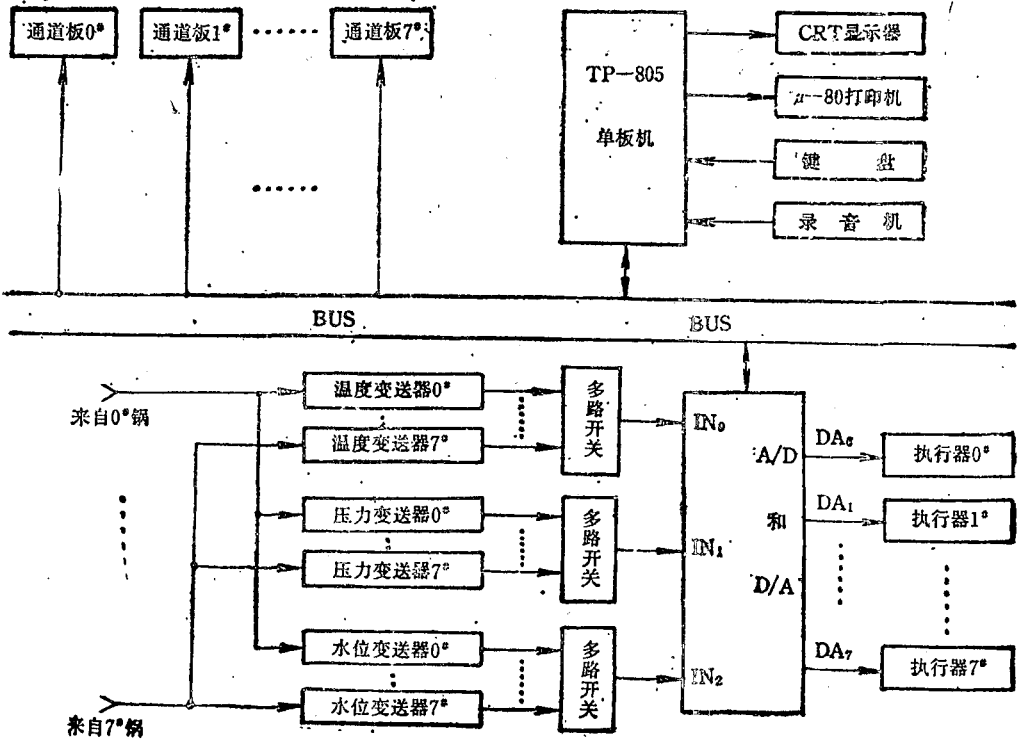 通道板0# 通道板1# …… 通道板7#
TP—805
单板机
CRT显示器
μ—80打印机
键 盘
录 音 机
……
BUS BUS
来自0#锅
温度变送器0#
温度变送器7#
多路开关
压力变送器0#
压力变送器7#
多路开关
水位变送器0#
水位变送器7#
多路开关
来自7#锅
IN₀
IN₁
IN₂
A/D
和
D/A
DA₆
执行器0#
DA₁
执行器1#
DA₇
执行器7#